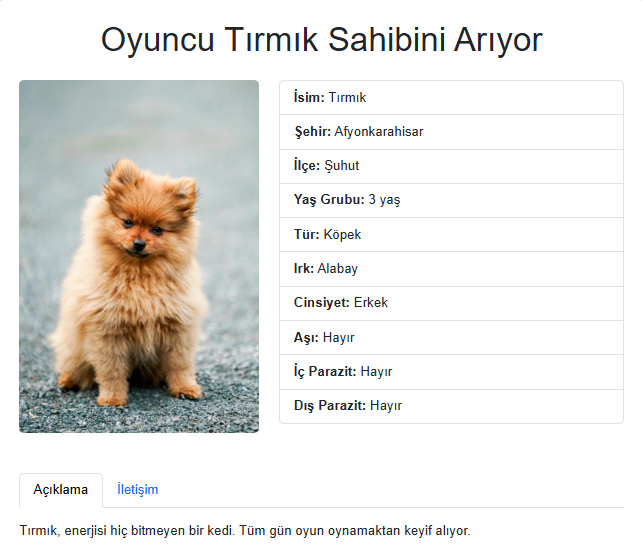 Oyuncu Tırmık Sahibini Arıyor
İsim: Tırmık
Şehir: Afyonkarahisar
İlçe: Şuhut
Yaş Grubu: 3 yaş
Tür: Köpek
Irk: Alabay
Cinsiyet: Erkek
Aşı: Hayır
İç Parazit: Hayır
Dış Parazit: Hayır
Açıklama İletişim
Tırmık, enerjisi hiç bitmeyen bir kedi. Tüm gün oyun oynamaktan keyif alıyor.